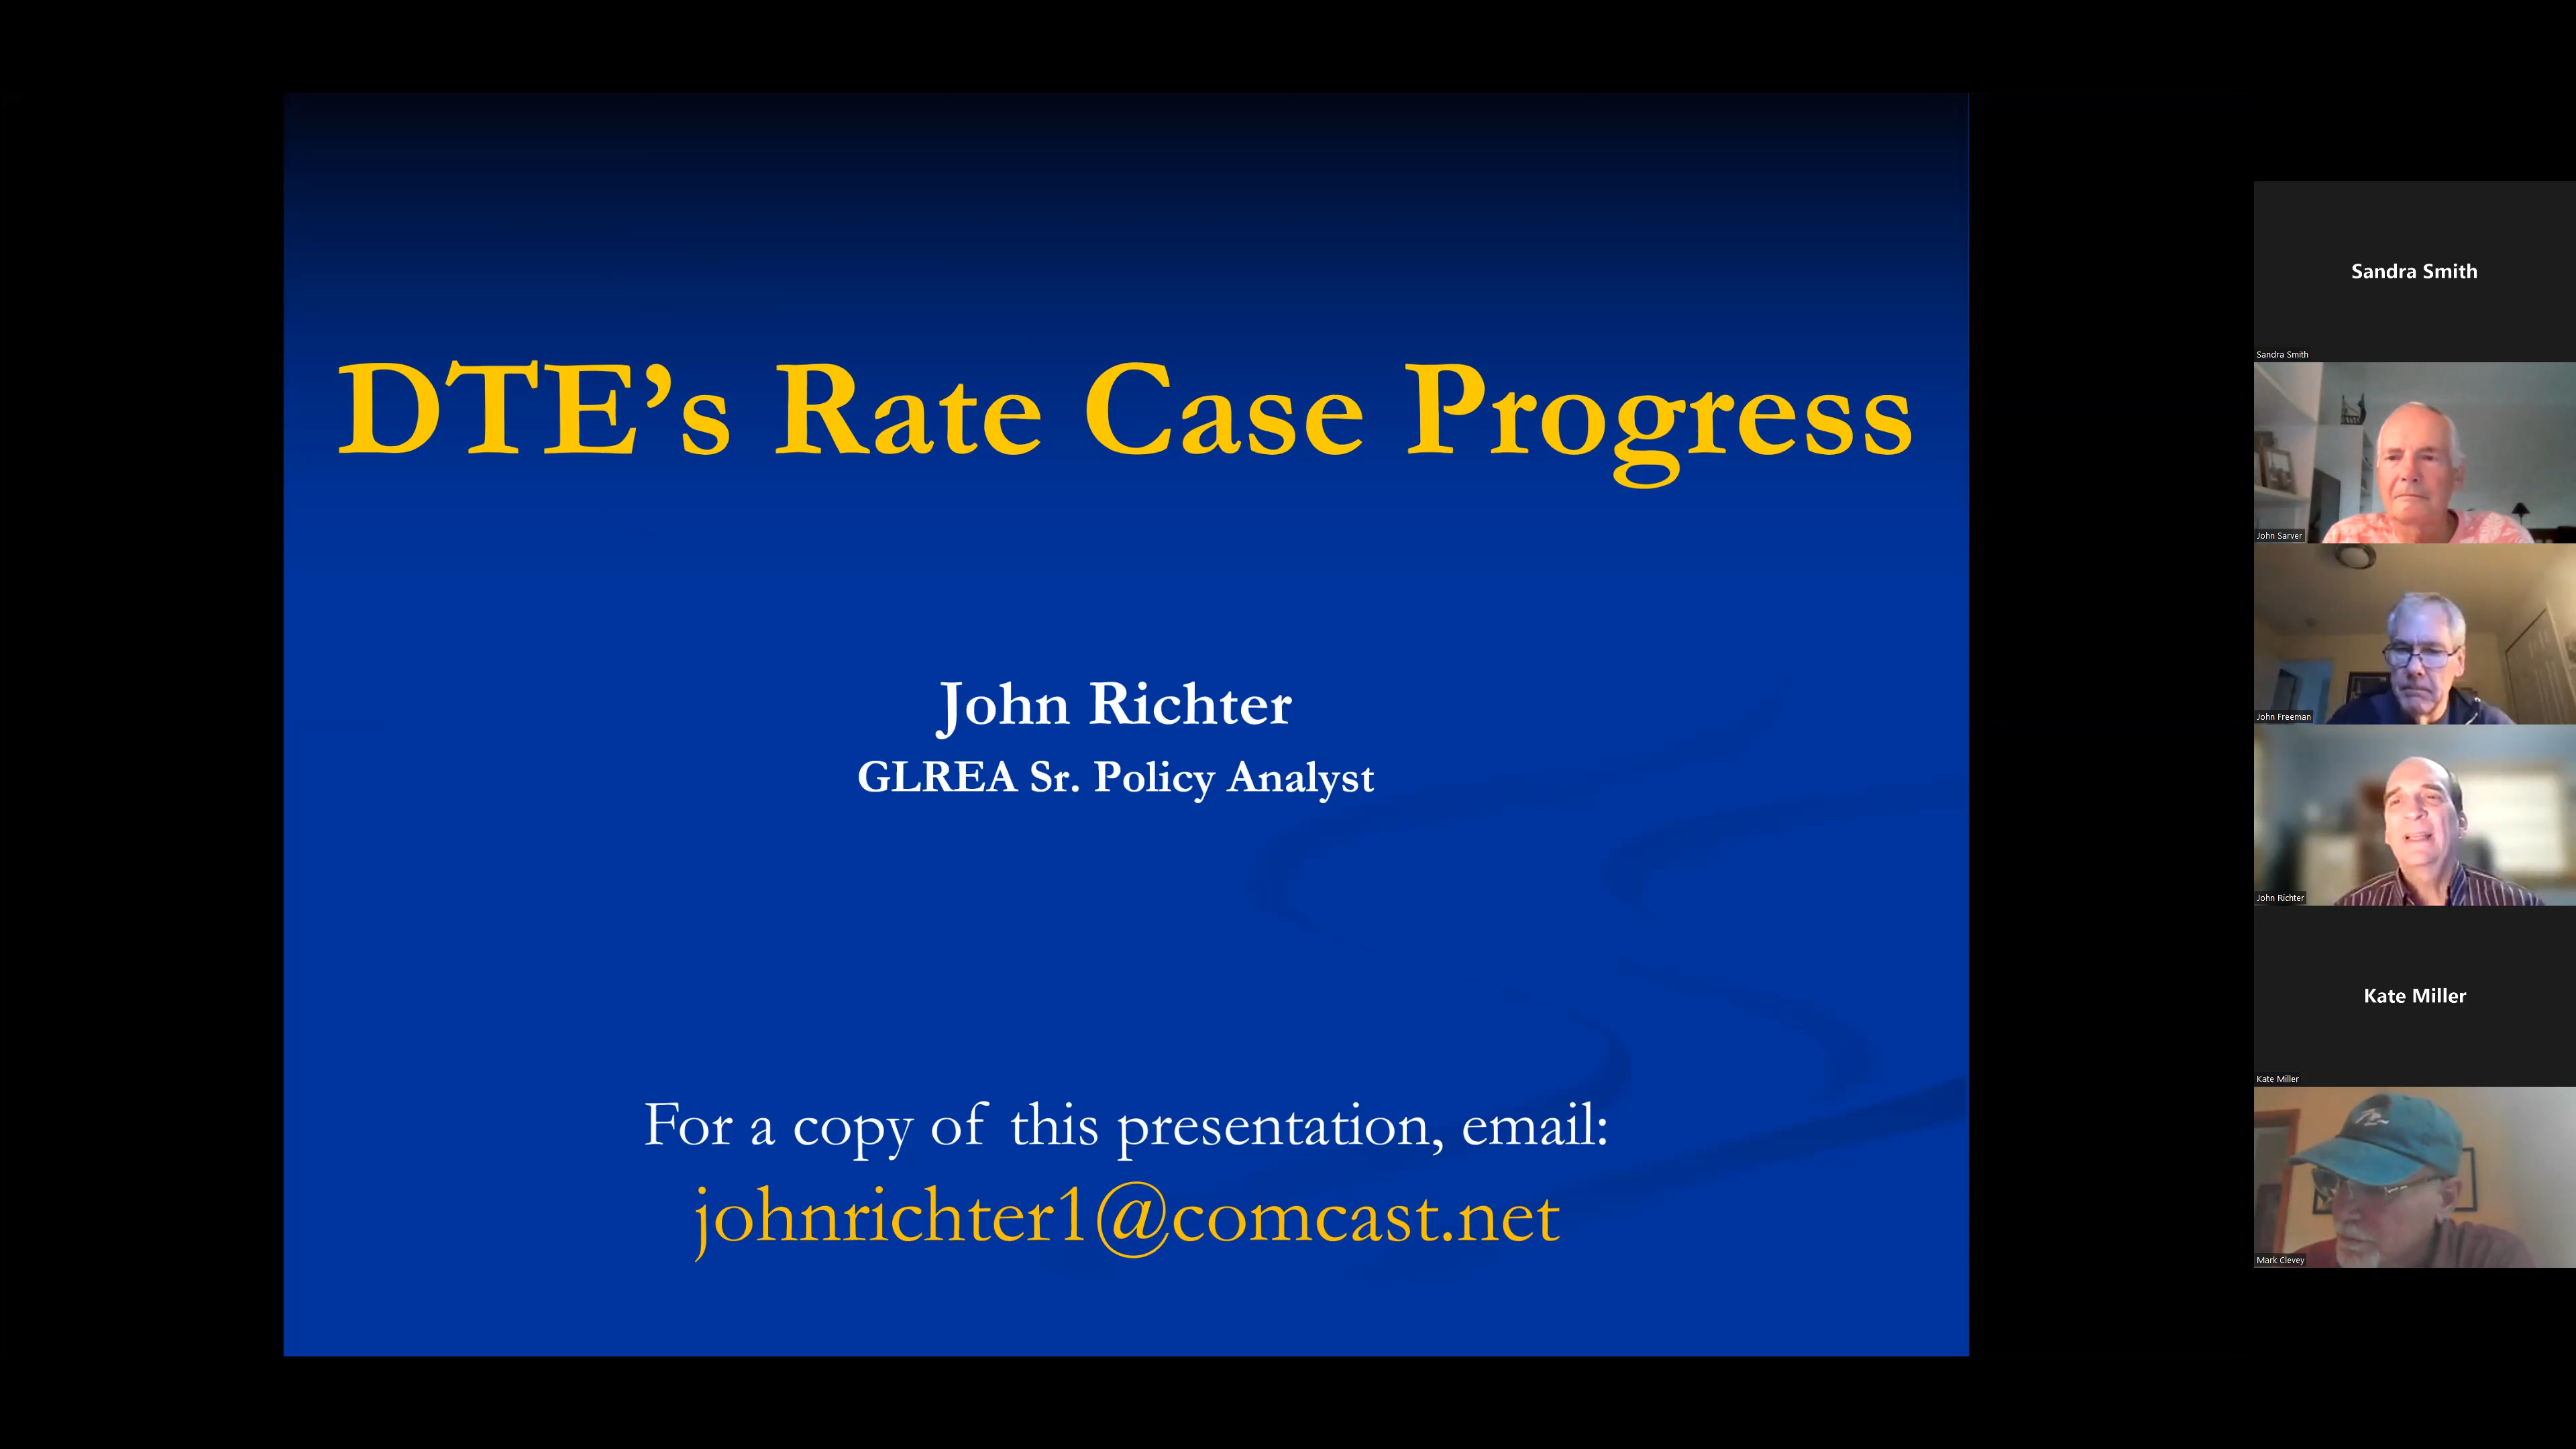 DTE’s Rate Case Progress
John Richter
GLREA Sr. Policy Analyst
For a copy of this presentation, email:
johnrichter1@comcast.net
Sandra Smith
Sandra Smith
John Sarver
John Freeman
John Richter
Kate Miller
Kate Miller
Mark Clevey